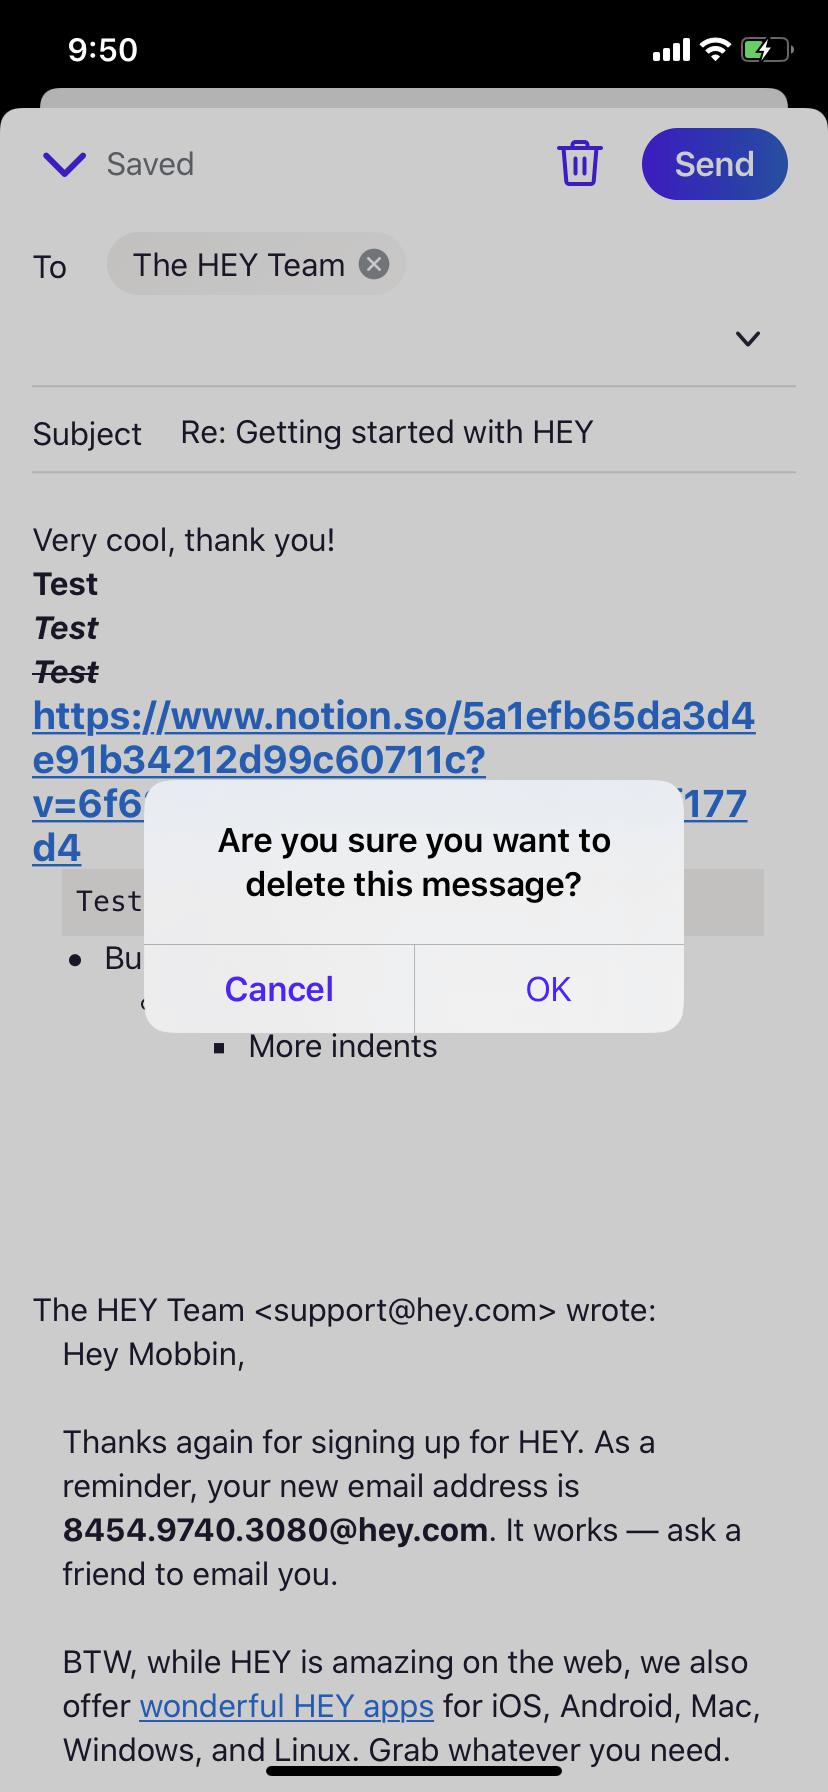 9:50
Saved
Send
To The HEY Team
Subject Re: Getting started with HEY
Very cool, thank you!
Test
Test
Test
https://www.notion.so/5a1efb65da3d4
e91b34212d99c60711c?
v=6f6 177
d4
Are you sure you want to
delete this message?
Test
Cancel OK
More indents
The HEY Team <support@hey.com> wrote:
Hey Mobbin,
Thanks again for signing up for HEY. As a
reminder, your new email address is
8454.9740.3080@hey.com. It works — ask a
friend to email you.
BTW, while HEY is amazing on the web, we also
offer wonderful HEY apps for iOS, Android, Mac,
Windows, and Linux. Grab whatever you need.